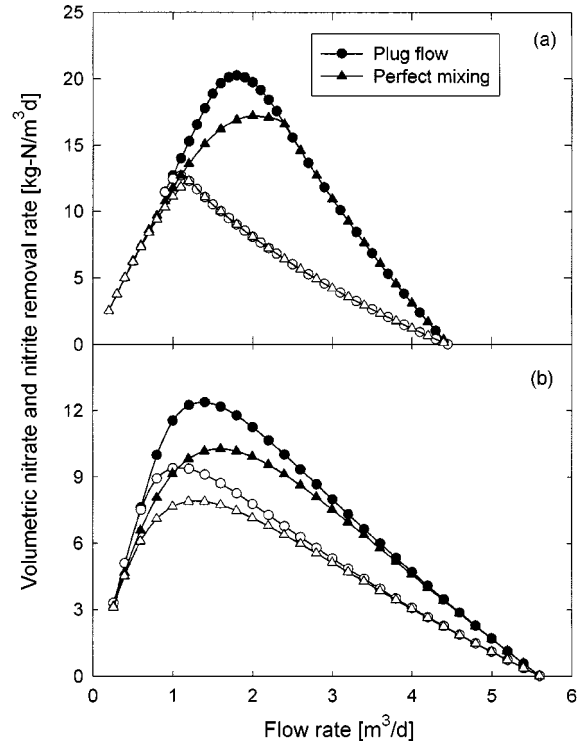 Volumetric nitrate and nitrite removal rate [kg-N/m³d]
(a)
Plug flow
Perfect mixing
25
20
15
10
5
0
(b)
12
9
6
3
0
0 1 2 3 4 5 6
Flow rate [m³/d]